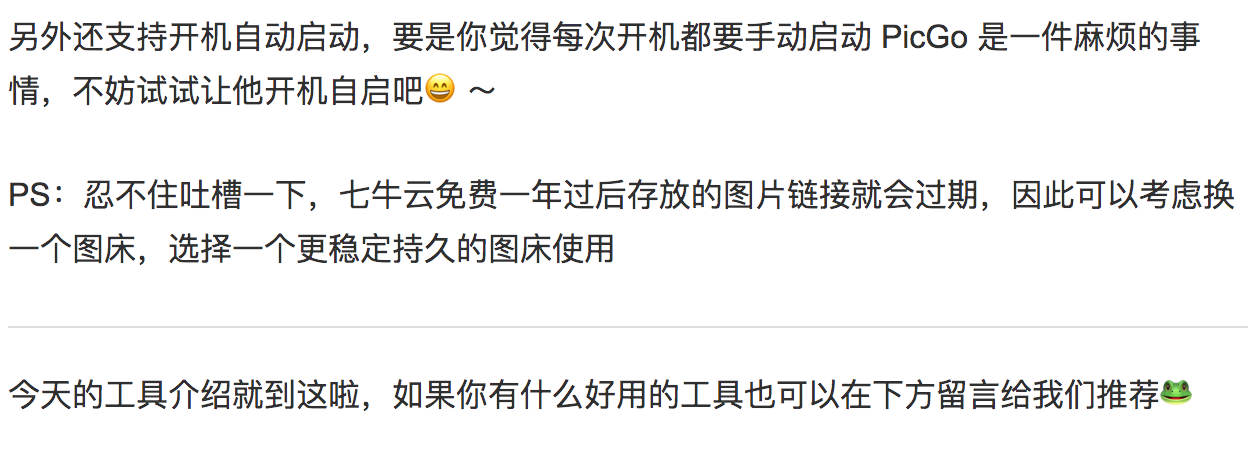 另外还支持开机自动启动，要是你觉得每次开机都要手动启动 PicGo 是一件麻烦的事
情，不妨试试让他开机自启吧😄 ～
PS：忍不住吐槽一下，七牛云免费一年过后存放的图片链接就会过期，因此可以考虑换
一个图床，选择一个更稳定持久的图床使用
今天的工具介绍就到这啦，如果你有什么好用的工具也可以在下方留言给我们推荐🐸